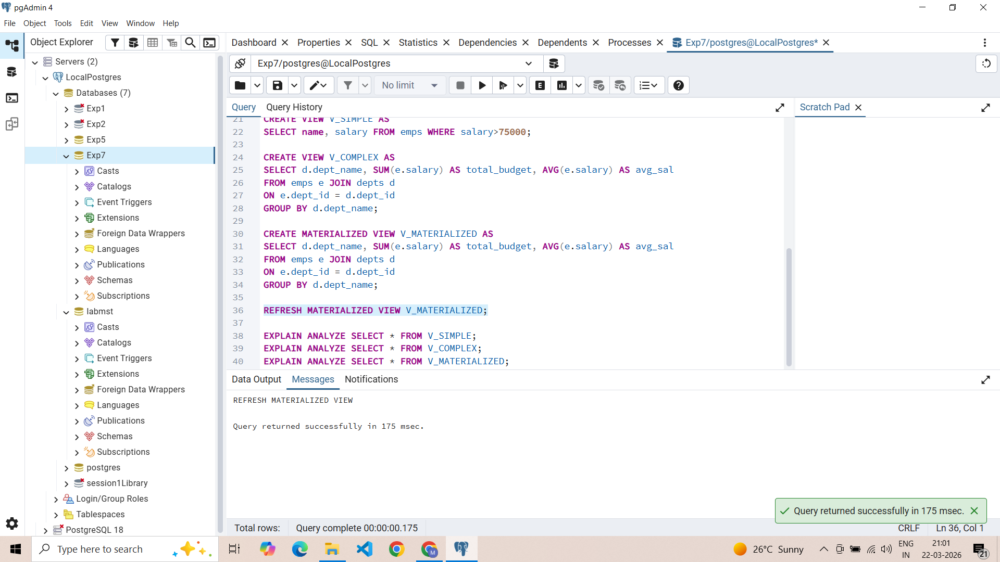 pgAdmin 4
File Object Tools Edit View Window Help
Object Explorer
Dashboard Properties SQL Statistics Dependencies Dependents Processes Exp7/postgres@LocalPostgres*
Servers (2)
LocalPostgres
Databases (7)
Exp1
Exp2
Exp5
Exp7
Casts
Catalogs
Event Triggers
Extensions
Foreign Data Wrappers
Languages
Publications
Schemas
Subscriptions
labmst
Casts
Catalogs
Event Triggers
Extensions
Foreign Data Wrappers
Languages
Publications
Schemas
Subscriptions
postgres
session1Library
Login/Group Roles
Tablespaces
PostgreSQL 18
Exp7/postgres@LocalPostgres
No limit
E
Query Query History
Scratch Pad
21 CREATE VIEW V_SIMPLE AS
22 SELECT name, salary FROM emps WHERE salary>75000;
23
24 CREATE VIEW V_COMPLEX AS
25 SELECT d.dept_name, SUM(e.salary) AS total_budget, AVG(e.salary) AS avg_sal
26 FROM emps e JOIN depts d
27 ON e.dept_id = d.dept_id
28 GROUP BY d.dept_name;
29
30 CREATE MATERIALIZED VIEW V_MATERIALIZED AS
31 SELECT d.dept_name, SUM(e.salary) AS total_budget, AVG(e.salary) AS avg_sal
32 FROM emps e JOIN depts d
33 ON e.dept_id = d.dept_id
34 GROUP BY d.dept_name;
35
36 REFRESH MATERIALIZED VIEW V_MATERIALIZED;
37
38 EXPLAIN ANALYZE SELECT * FROM V_SIMPLE;
39 EXPLAIN ANALYZE SELECT * FROM V_COMPLEX;
40 EXPLAIN ANALYZE SELECT * FROM V_MATERIALIZED;
Data Output Messages Notifications
REFRESH MATERIALIZED VIEW
Query returned successfully in 175 msec.
Query returned successfully in 175 msec.
Total rows: Query complete 00:00:00.175 CRLF Ln 36, Col 1
Type here to search
M
26°C Sunny
ENG
IN
21:01
22-03-2026
21